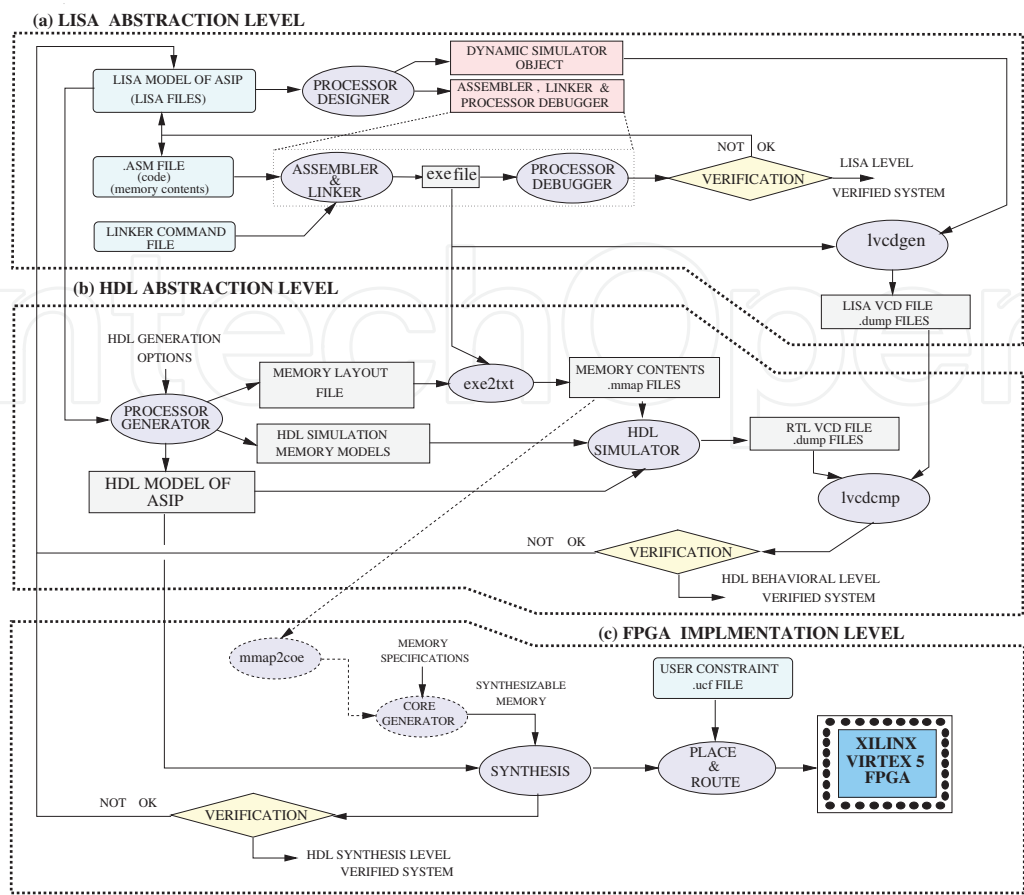 (a) LISA ABSTRACTION LEVEL
DYNAMIC SIMULATOR
OBJECT
LISA MODEL OF ASIP
(LISA FILES)
PROCESSOR
DESIGNER
ASSEMBLER , LINKER &
PROCESSOR DEBUGGER
NOT OK
.ASM FILE
(code)
(memory contents)
ASSEMBLER
&
LINKER
exe file
PROCESSOR
DEBUGGER
VERIFICATION
LISA LEVEL
VERIFIED SYSTEM
LINKER COMMAND
FILE
lvcdgen
(b) HDL ABSTRACTION LEVEL
LISA VCD FILE
.dump FILES
HDL GENERATION
OPTIONS
MEMORY LAYOUT
FILE
exe2txt
MEMORY CONTENTS
.mmap FILES
PROCESSOR
GENERATOR
HDL SIMULATION
MEMORY MODELS
HDL
SIMULATOR
RTL VCD FILE
.dump FILES
HDL MODEL OF
ASIP
lvcdcmp
NOT OK
VERIFICATION
HDL BEHAVIORAL LEVEL
VERIFIED SYSTEM
(c) FPGA IMPLMENTATION LEVEL
mmap2coe
MEMORY
SPECIFICATIONS
USER CONSTRAINT
.ucf FILE
SYNTHESIZABLE
MEMORY
CORE
GENERATOR
SYNTHESIS
PLACE
&
ROUTE
XILINX
VIRTEX 5
FPGA
NOT OK
VERIFICATION
HDL SYNTHESIS LEVEL
VERIFIED SYSTEM
ntechOpen